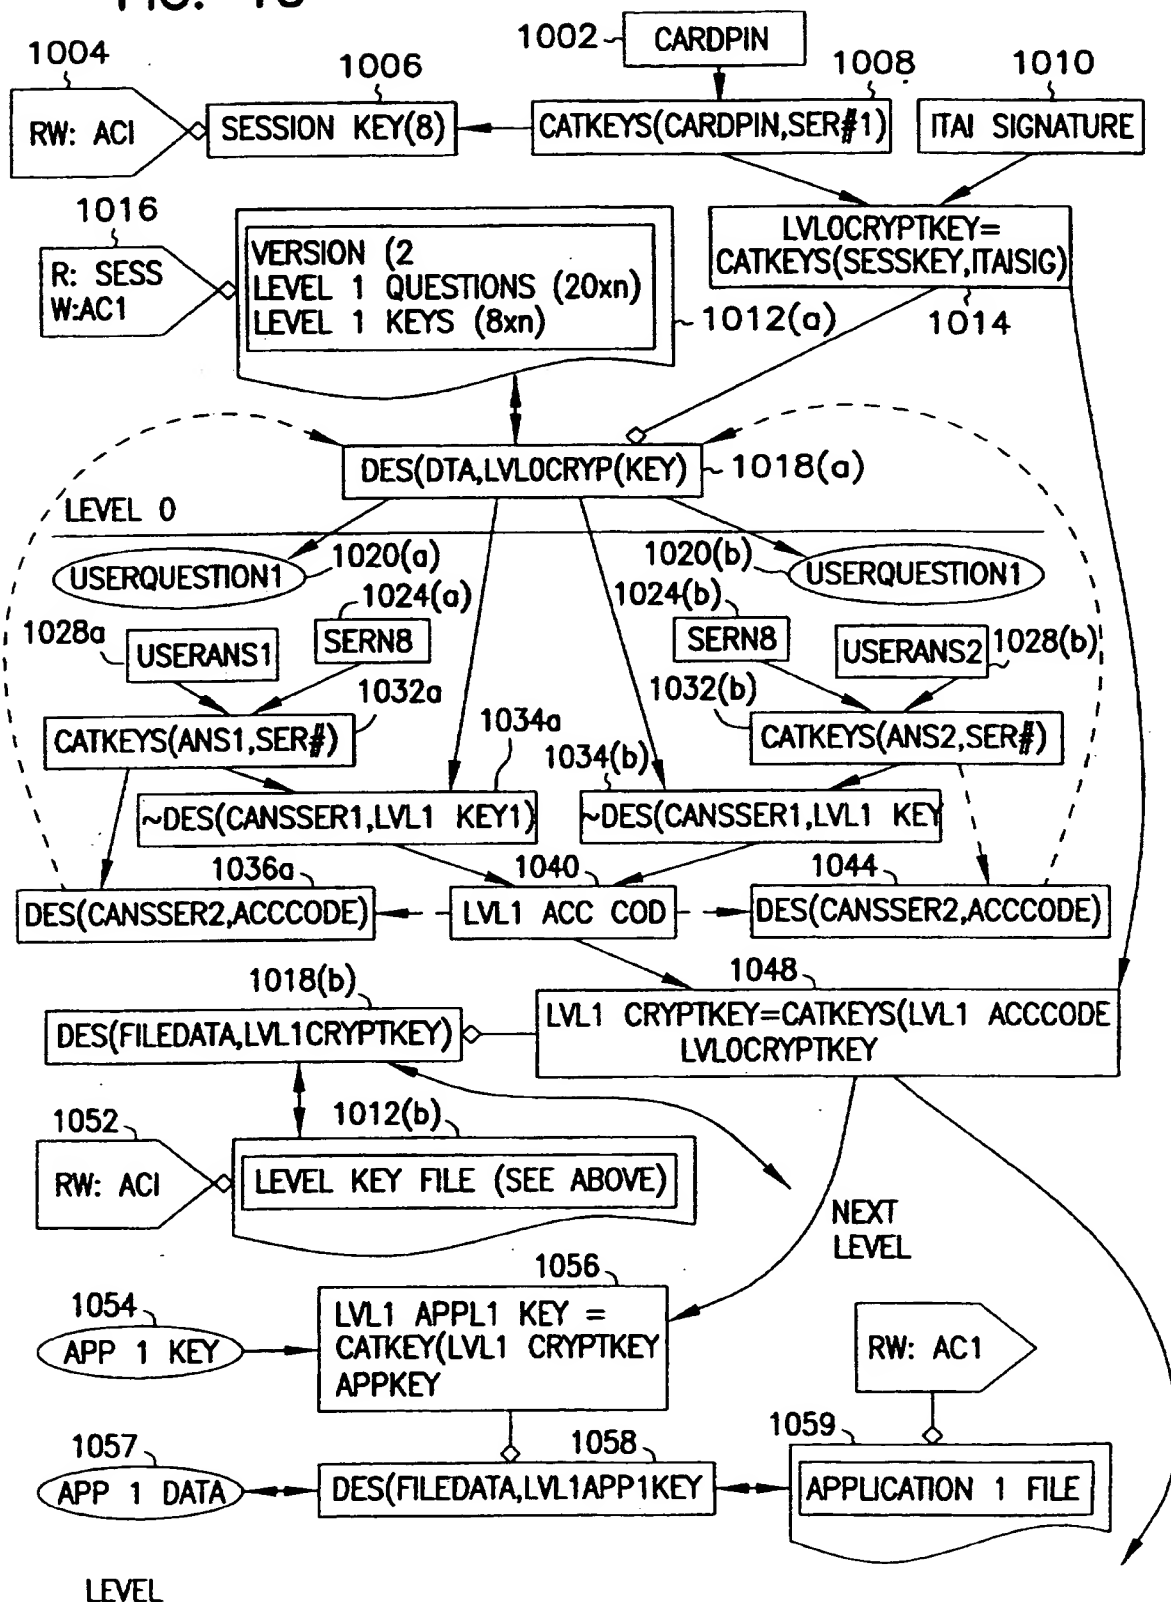 1002
CARDPIN
1004
1006
1008
1010
RW: ACI
SESSION KEY(8)
CATKEYS(CARDPIN,SER#1)
ITAI SIGNATURE
1016
R: SESS
W:AC1
VERSION (2
LEVEL 1 QUESTIONS (20xn)
LEVEL 1 KEYS (8xn)
1012(a)
LVLOCRYPTKEY=
CATKEYS(SESSKEY,ITAISIG)
1014
DES(DTA,LVLOCRYP(KEY)
1018(a)
LEVEL 0
USERQUESTION1
1020(a)
1020(b)
USERQUESTION1
1024(a)
1024(b)
1028a
USERANS1
SERN8
SERN8
USERANS2
1028(b)
1032a
1032(b)
CATKEYS(ANS1,SER#)
CATKEYS(ANS2,SER#)
1034a
1034(b)
~DES(CANSSER1,LVL1 KEY1)
~DES(CANSSER1,LVL1 KEY
1036a
1040
1044
DES(CANSSER2,ACCCODE)
LVL1 ACC COD
DES(CANSSER2,ACCCODE)
1018(b)
1048
DES(FILEDATA,LVL1CRYPTKEY)
LVL1 CRYPTKEY=CATKEYS(LVL1 ACCCODE
LVLOCRYPTKEY
1052
1012(b)
RW: ACI
LEVEL KEY FILE (SEE ABOVE)
NEXT
LEVEL
1056
1054
APP 1 KEY
LVL1 APPL1 KEY =
CATKEY(LVL1 CRYPTKEY
APPKEY
RW: AC1
1057
1058
1059
APP 1 DATA
DES(FILEDATA,LVL1APP1KEY
APPLICATION 1 FILE
LEVEL